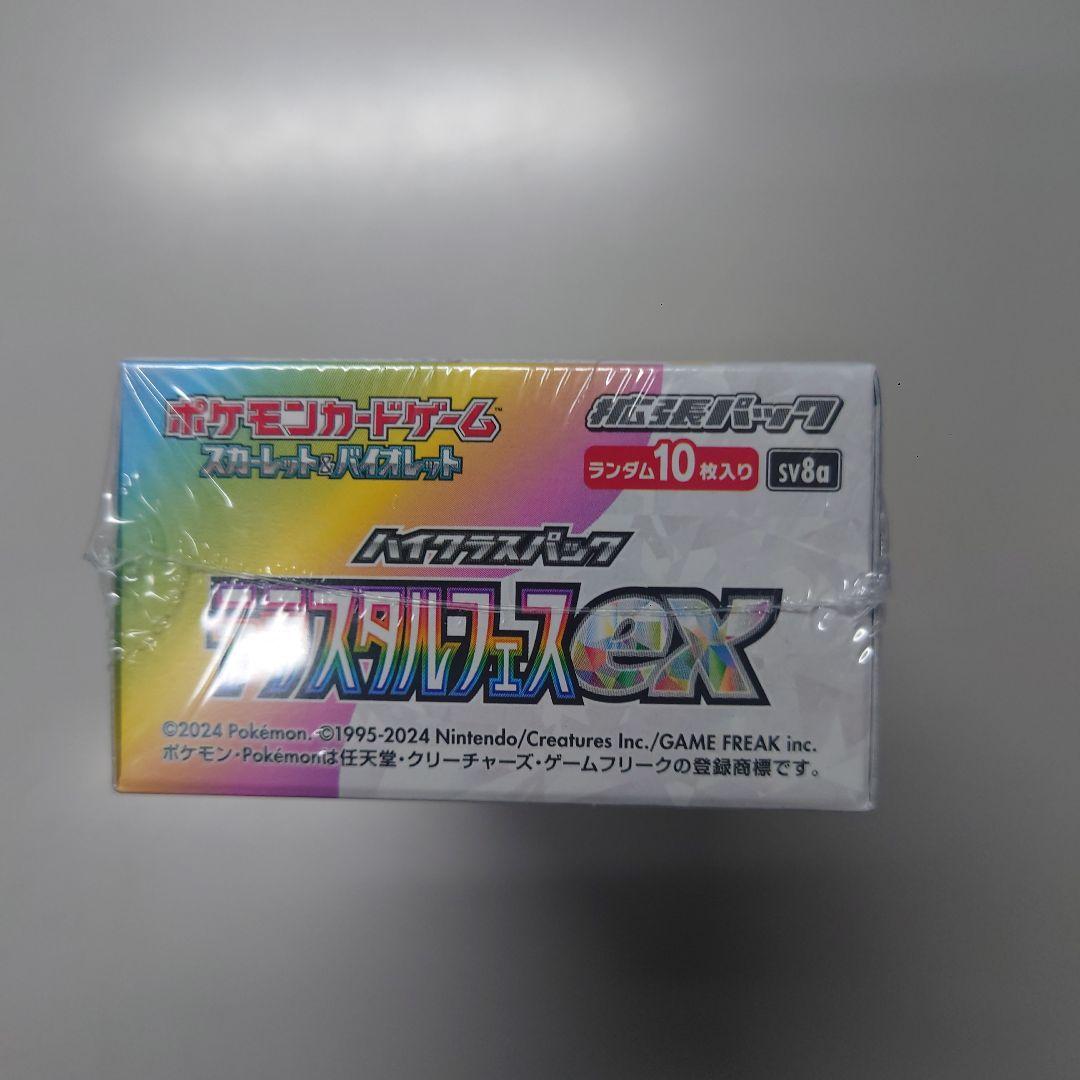 ポケモンカードゲーム™
スカーレット&バイオレット
拡張パック
ランダム10枚入り SV8a
ハイクラスパック
テラスタルフェスex
©2024 Pokémon. ©1995-2024 Nintendo/Creatures Inc./GAME FREAK inc.
ポケモン・Pokémonは任天堂・クリーチャーズ・ゲームフリークの登録商標です。